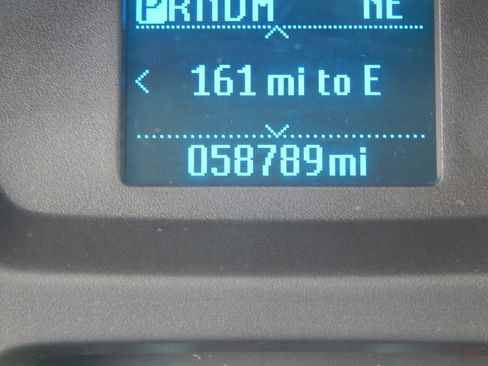 PRNDM NE
< 161 mi to E
058789mi